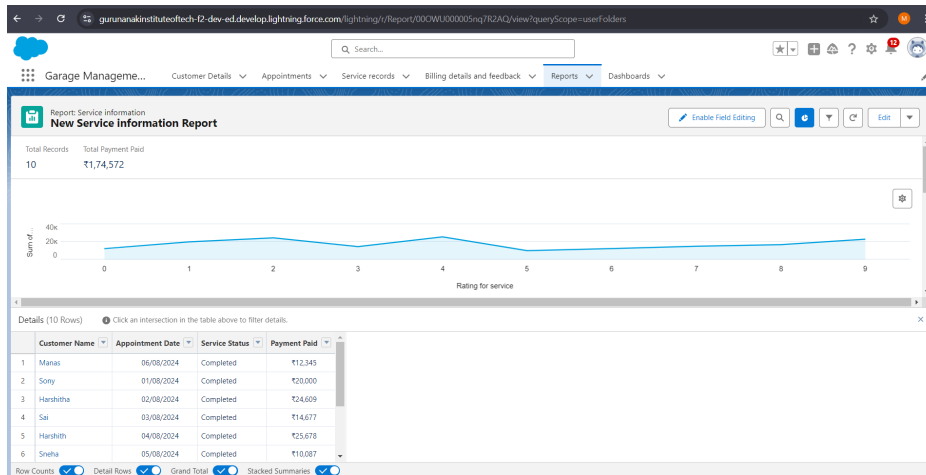 gurunanakinstituteoftech-f2-dev-ed.develop.lightning.force.com/lightning/r/Report/00OWU000005nq7R2AQ/view?queryScope=userFolders
M
Search...
12
Garage Manageme... Customer Details Appointments Service records Billing details and feedback Reports Dashboards
Report: Service information
New Service information Report
Enable Field Editing
Edit
Total Records Total Payment Paid
10 ₹1,74,572
Sum of...
40K
20K
0
0 1 2 3 4 5 6 7 8 9
Rating for service
Details (10 Rows) Click an intersection in the table above to filter details.
Customer Name Appointment Date Service Status Payment Paid
1 Manas 06/08/2024 Completed ₹12,345
2 Sony 01/08/2024 Completed ₹20,000
3 Harshitha 02/08/2024 Completed ₹24,609
4 Sai 03/08/2024 Completed ₹14,677
5 Harshith 04/08/2024 Completed ₹25,678
6 Sneha 05/08/2024 Completed ₹10,087
Row Counts Detail Rows Grand Total Stacked Summaries